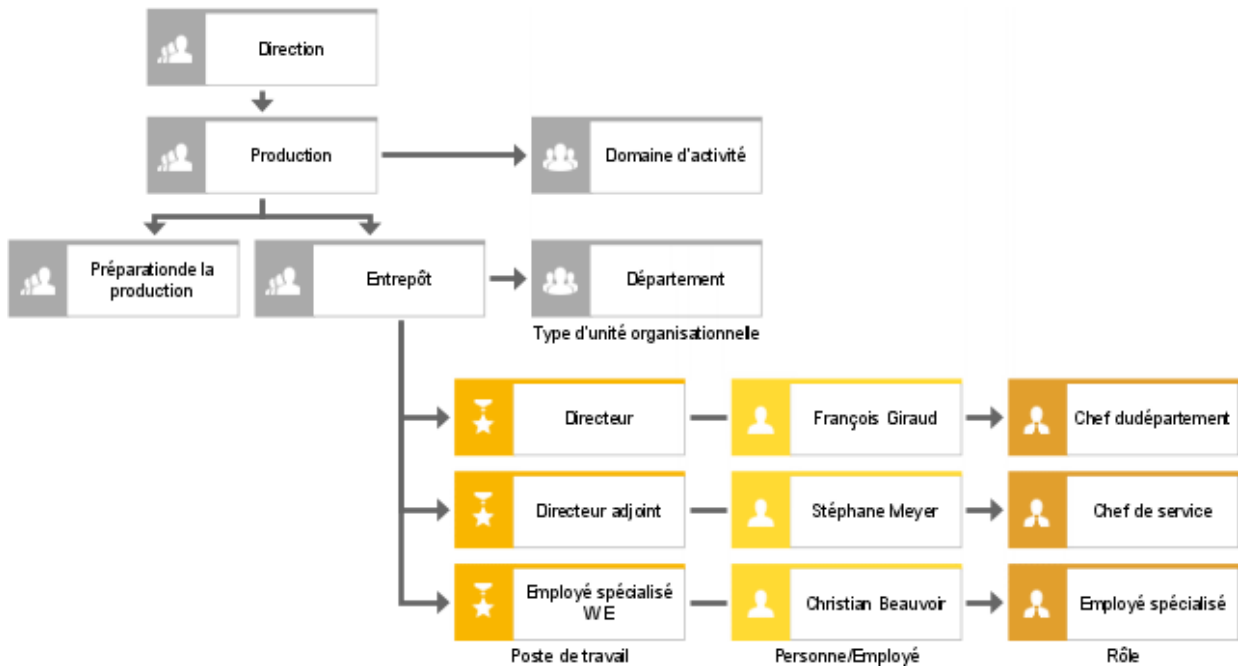 Direction
Production
Domaine d'activité
Préparationde la
production
Entrepôt
Département
Type d'unité organisationnelle
Directeur
François Giraud
Chef dudépartement
Directeur adjoint
Stéphane Meyer
Chef de service
Employé spécialisé
WE
Christian Beauvoir
Employé spécialisé
Poste de travail
Personne/Employé
Rôle